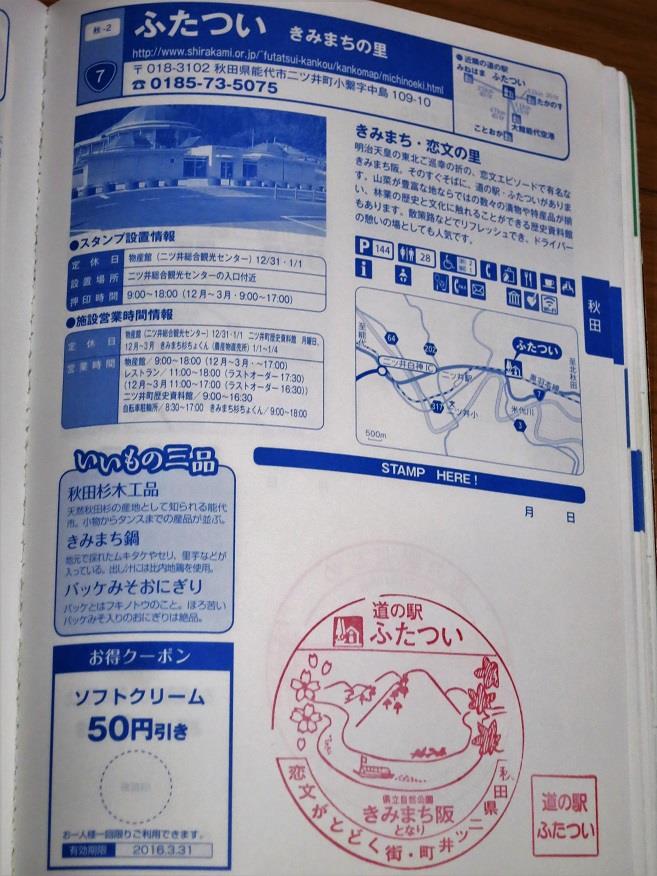 秋-2
ふたつい きみまちの里
http://www.shirakami.or.jp/~futatsui-kankou/kankomap/michinoeki.html
7
〒018-3102 秋田県能代市二ツ井町小繋字中島 109-10
☎0185-73-5075
●近隣の道の駅
みねはま ふたつい
たかのす
大館能代空港
ことおか
きみまち・恋文の里
明治天皇の東北ご巡幸の折の、恋文エピソードで有名な
きみまち阪。そのすぐそばに、道の駅・ふたついがありま
す。山菜が豊富な地ならではの数々の漬物や特産品が揃
い、林業の歴史と文化に触れることができる歴史資料館
もあります。散策路などでリフレッシュでき、ドライバー
の憩いの場としても人気です。
P 144 28
●スタンプ設置情報
定休日 物産館（二ツ井総合観光センター）12/31・1/1
設置場所 二ツ井総合観光センターの入口付近
押印時間 9:00〜18:00（12月〜3月・9:00〜17:00）
●施設営業時間情報
定休日 物産館（二ツ井総合観光センター）12/31・1/1 二ツ井町歴史資料館 月曜日、
12月〜3月 きみまち杉ちょくん（農産物直売所）1/1〜1/4
営業時間 物産館／9:00〜18:00（12月〜3月・〜17:00）
レストラン／11:00〜18:00（ラストオーダー17:30）
（12月〜3月 11:00〜17:00（ラストオーダー16:30））
二ツ井町歴史資料館／9:00〜16:30
自転車駐輪所／8:30〜17:00 きみまち杉ちょくん／9:00〜18:00
秋田
至能代
64
202
ふたつい
至北秋田
二ツ井白神IC
二ツ井駅
奥羽本線
7
317
二ツ井小
米代川
3
500m
いいもの三品
秋田杉木工品
天然秋田杉の産地として知られる能代
市。小物からタンスまでの産品が並ぶ。
きみまち鍋
地元で採れたムキタケやセリ、里芋などが
入っている。出し汁には比内地鶏を使用。
バッケみそおにぎり
バッケとはフキノトウのこと。ほろ苦い
バッケみそ入りのおにぎりは絶品。
STAMP HERE!
月 日
お得クーポン
ソフトクリーム
50円引き
確認印
お一人様一回限りご利用できます。
有効期限 2016.3.31
道の駅
ふたつい
県立自然公園
きみまち阪
となり
秋田県二ツ井町・恋文がとどく街
道の駅
ふたつい